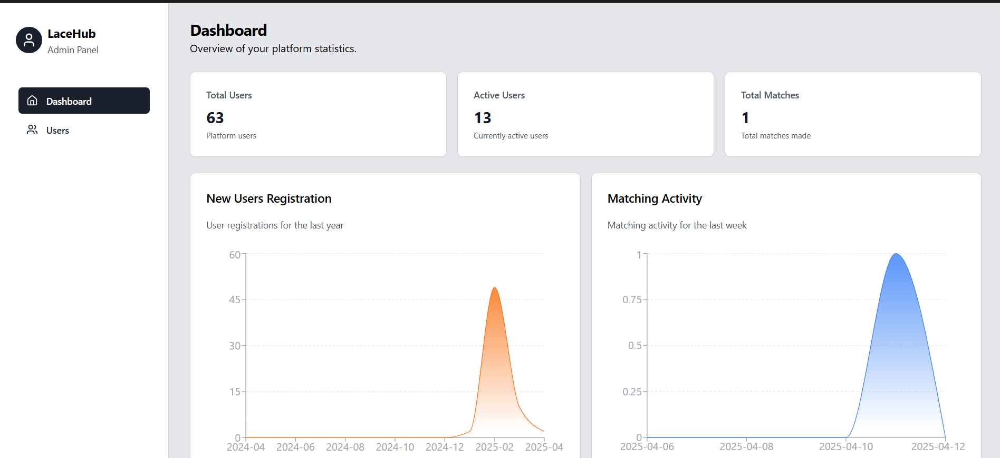 LaceHub
Admin Panel
Dashboard
Users
Dashboard
Overview of your platform statistics.
Total Users
63
Platform users
Active Users
13
Currently active users
Total Matches
1
Total matches made
New Users Registration
User registrations for the last year
60
45
30
15
0
2024-04 2024-06 2024-08 2024-10 2024-12 2025-02 2025-04
Matching Activity
Matching activity for the last week
1
0.75
0.5
0.25
0
2025-04-06 2025-04-08 2025-04-10 2025-04-12